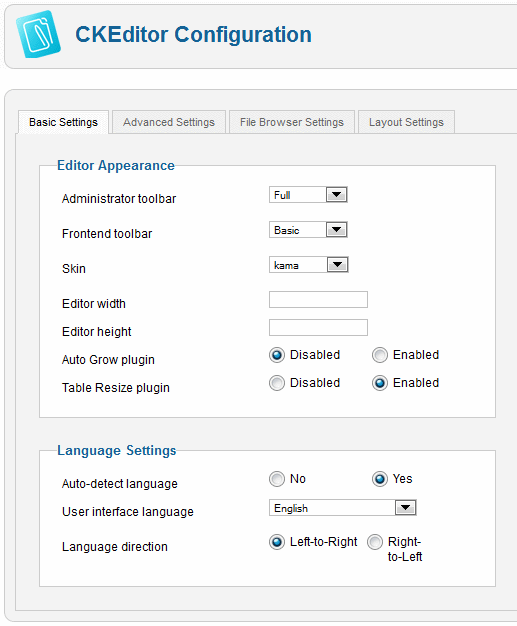 CKEditor Configuration
Basic Settings Advanced Settings File Browser Settings Layout Settings
Editor Appearance
Administrator toolbar Full
Frontend toolbar Basic
Skin kama
Editor width
Editor height
Auto Grow plugin Disabled Enabled
Table Resize plugin Disabled Enabled
Language Settings
Auto-detect language No Yes
User interface language English
Language direction Left-to-Right Right-
to-Left